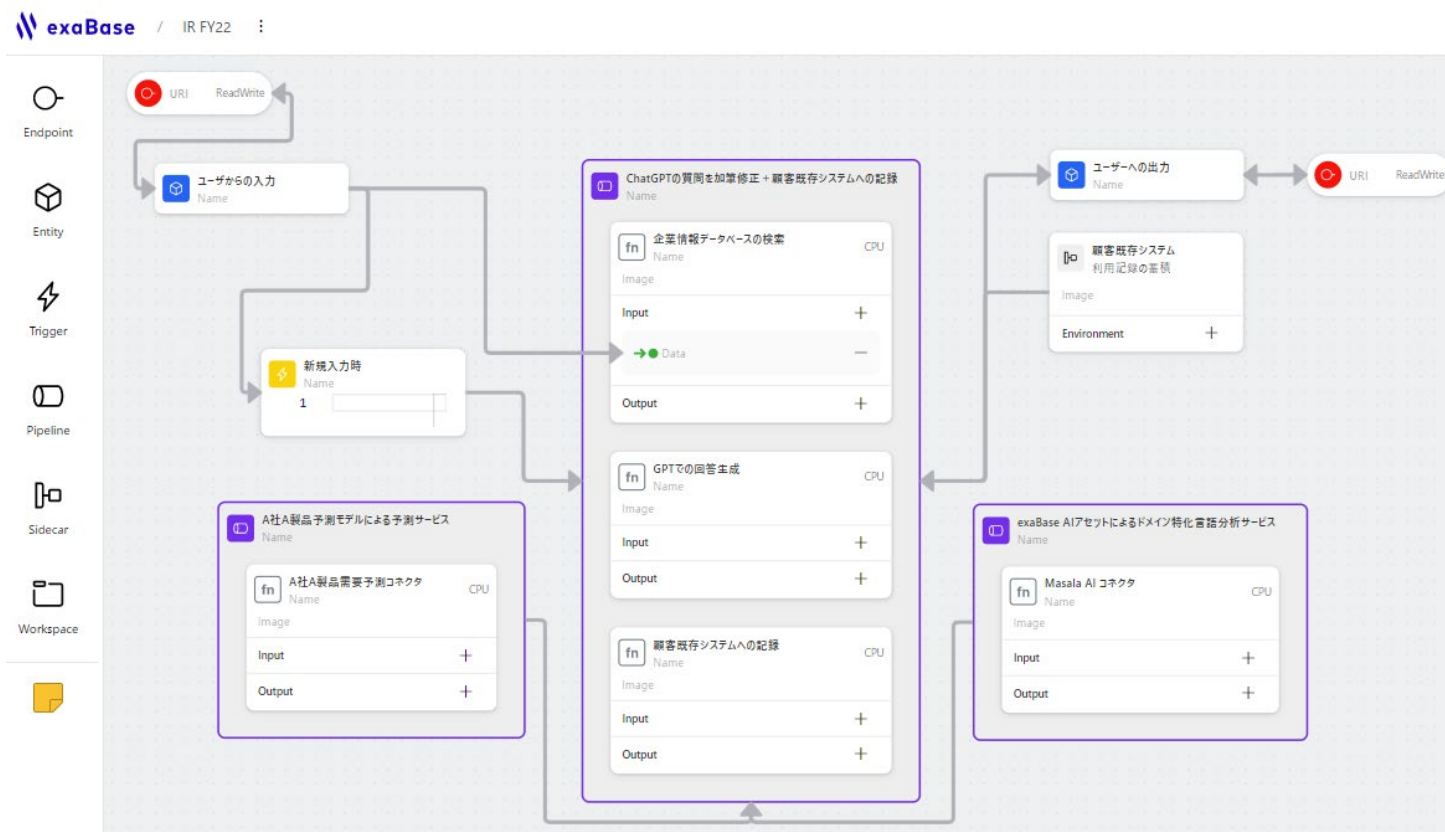 exaBase / IR FY22
Endpoint
Entity
Trigger
Pipeline
Sidecar
Workspace
URI ReadWrite
ユーザからの入力
Name
新規入力時
Name
1
A社A製品予測モデルによる予測サービス
Name
fn A社A製品需要予測コネクタ CPU
Name
Image
Input
Output
ChatGPTの質問を加筆修正+顧客既存システムへの記録
Name
fn 企業情報データベースの検索 CPU
Name
Image
Input
Data
Output
fn GPTでの回答生成 CPU
Name
Image
Input
Output
fn 顧客既存システムへの記録 CPU
Name
Image
Input
Output
ユーザーへの出力
Name
URI ReadWrite
顧客既存システム
利用記録の蓄積
Image
Environment
exaBase AIアセットによるドメイン特化言語分析サービス
Name
fn Masala AI コネクタ CPU
Name
Image
Input
Output